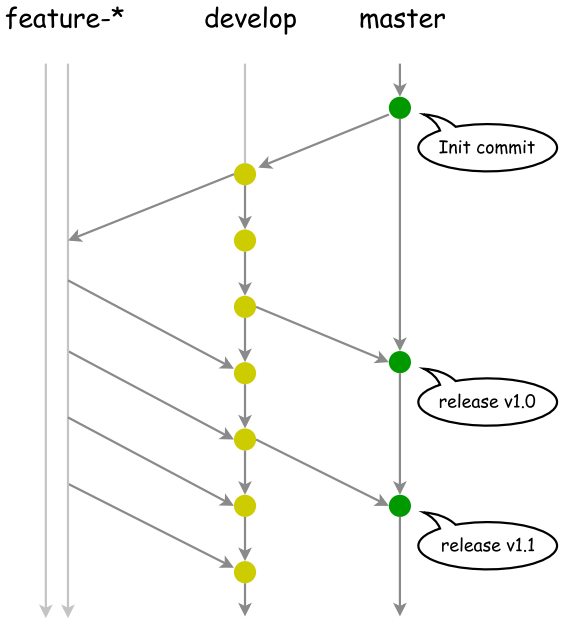 feature-* develop master
Init commit
release v1.0
release v1.1